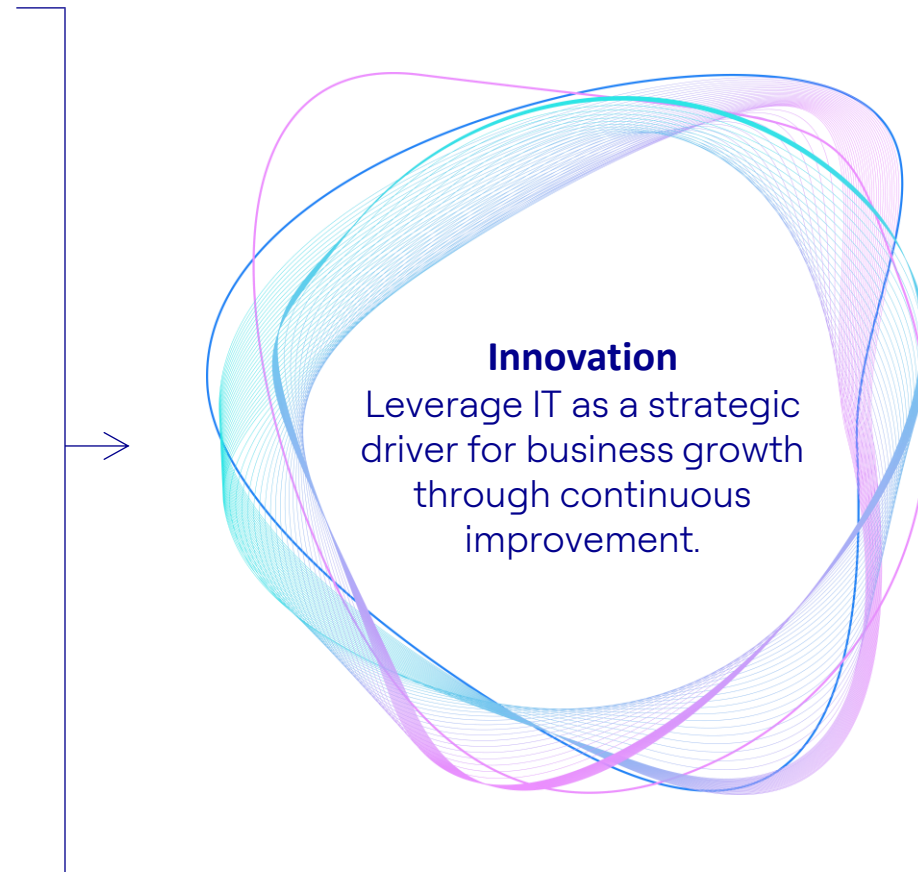 Innovation
Leverage IT as a strategic
driver for business growth
through continuous
improvement.